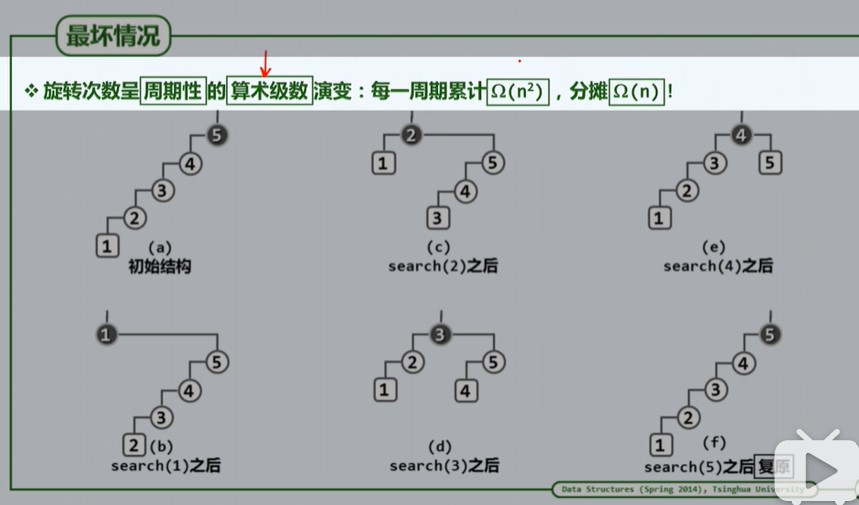 最坏情况
❖ 旋转次数呈周期性的算术级数演变：每一周期累计Ω(n²)，分摊Ω(n)！
5 2 4
4 1 5 3 5
3 4 2
2 3 1
1 (a) (c) (e)
初始结构 search(2)之后 search(4)之后
1 3 5
5 2 5 4
4 1 4 3
3 2
2 (b) (d) 1 (f)
search(1)之后 search(3)之后 search(5)之后复原
Data Structures (Spring 2014), Tsinghua University